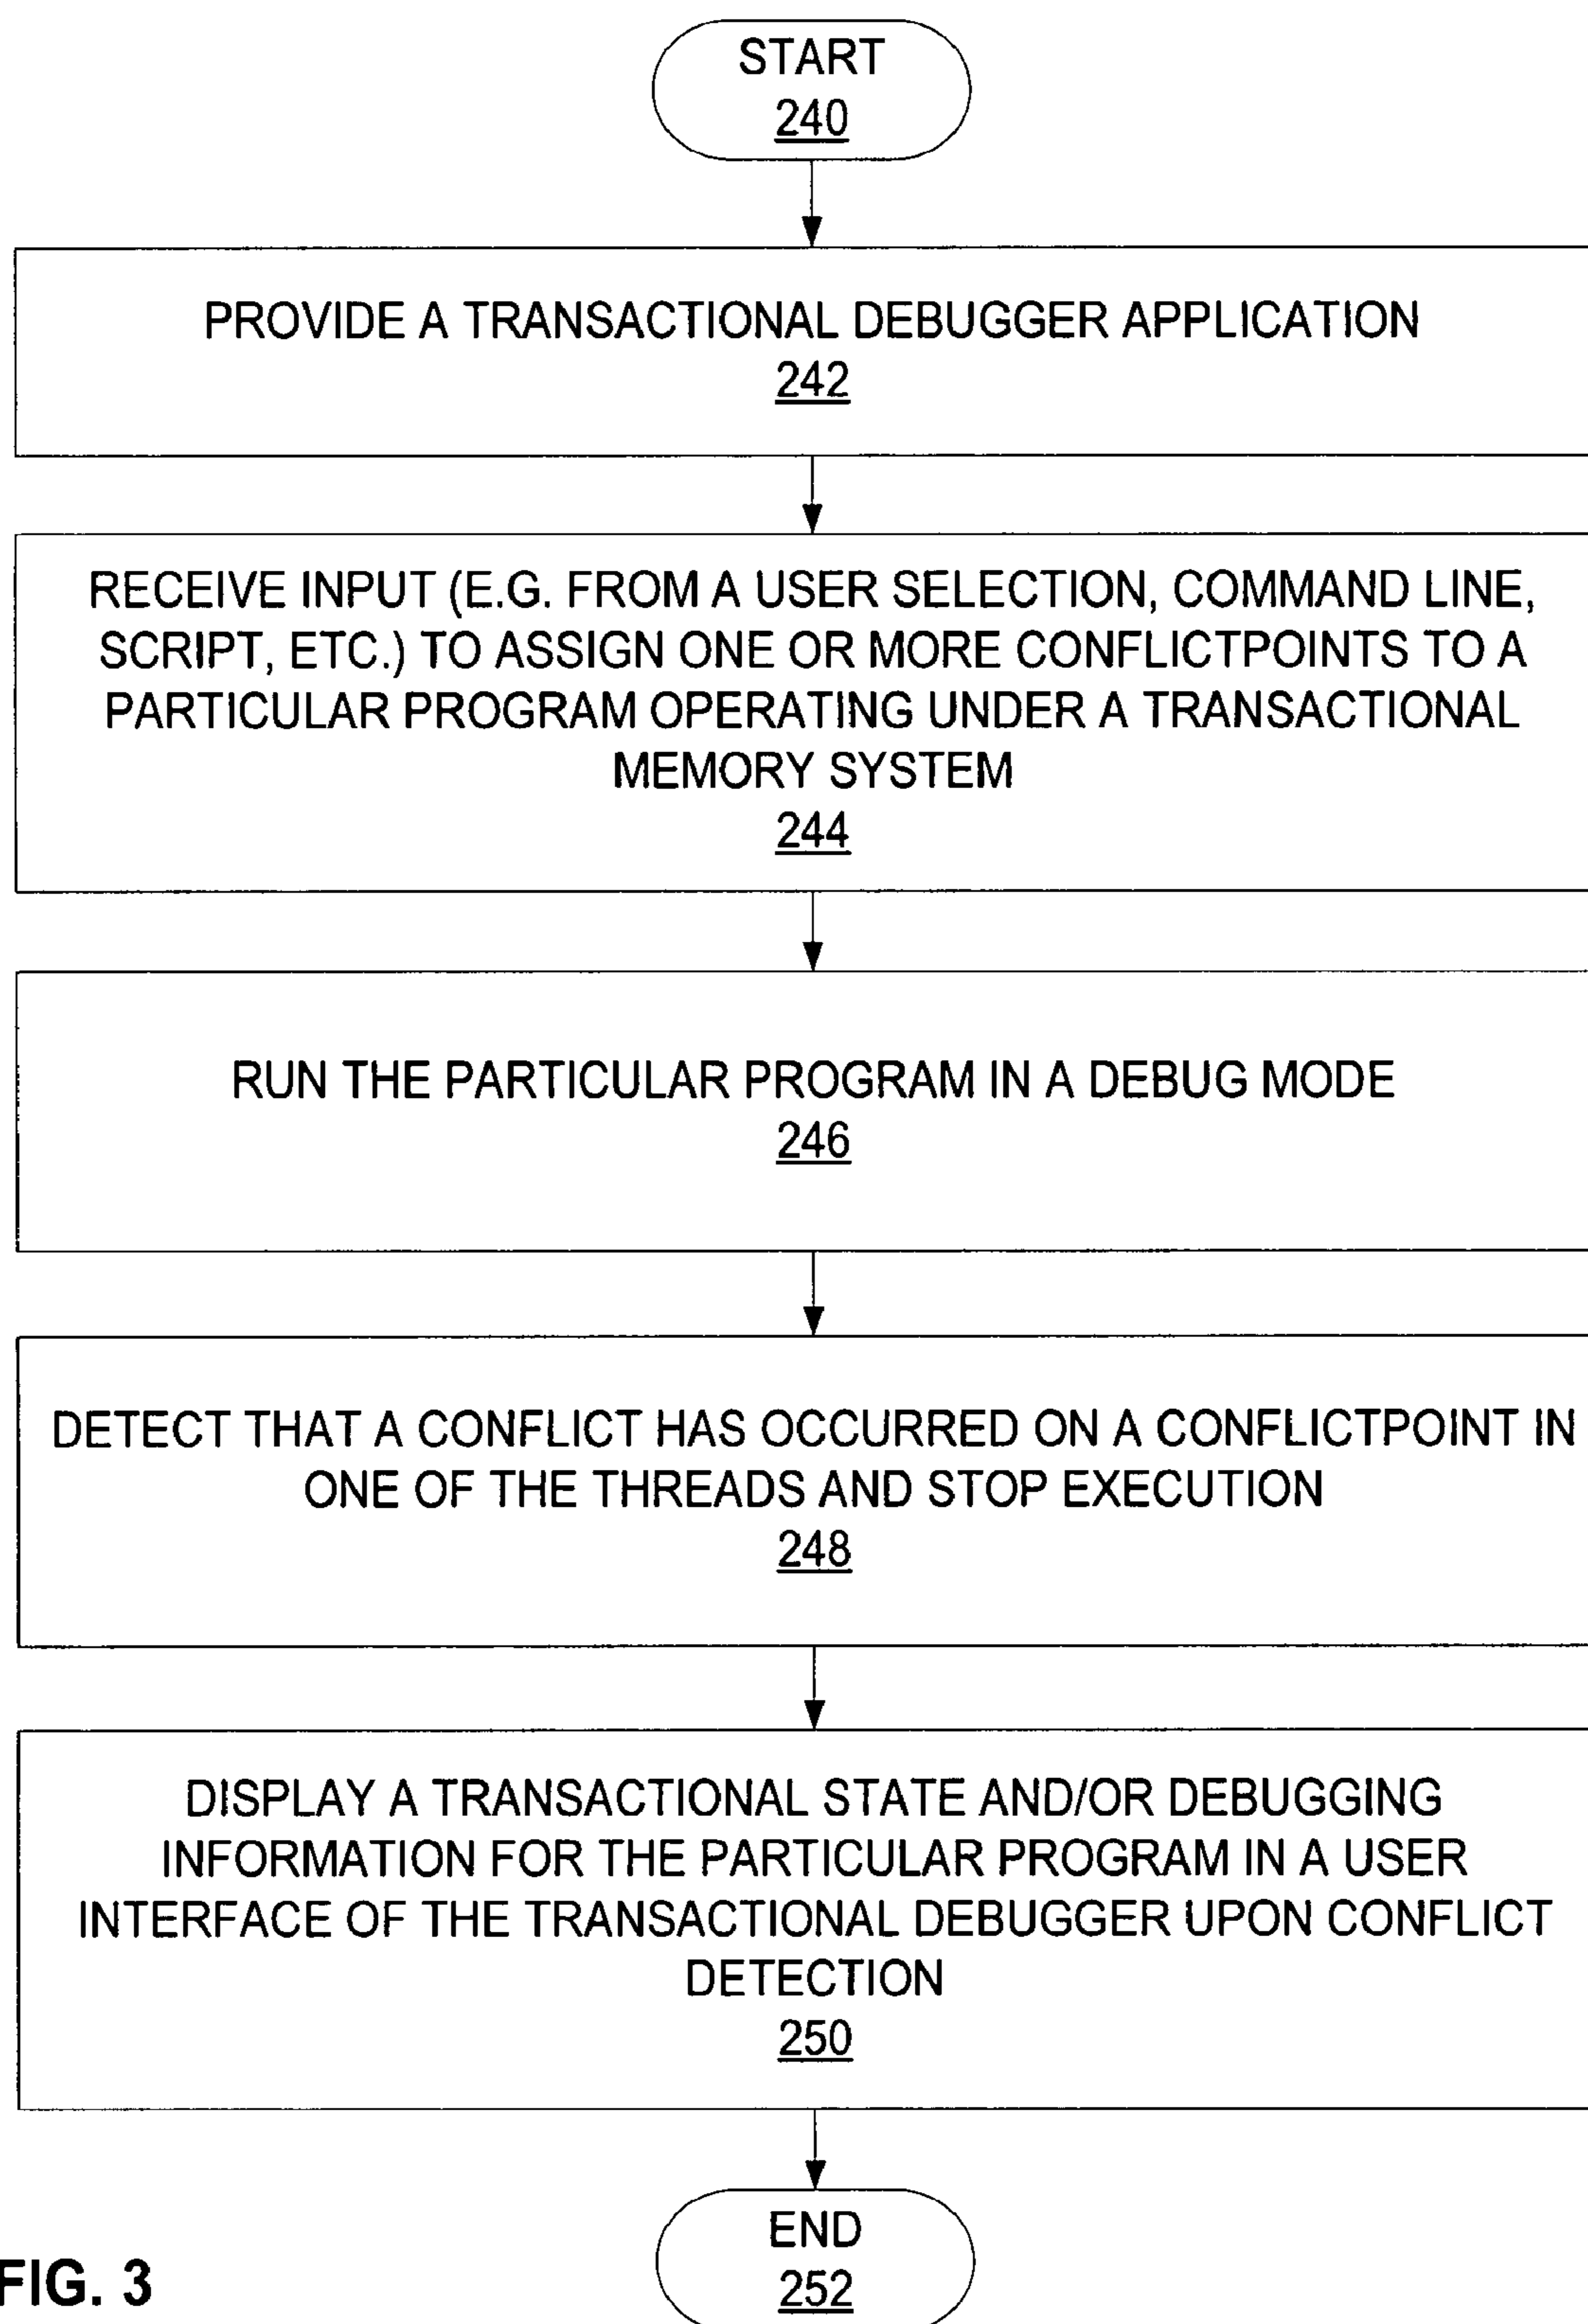 START
240
PROVIDE A TRANSACTIONAL DEBUGGER APPLICATION
242
RECEIVE INPUT (E.G. FROM A USER SELECTION, COMMAND LINE,
SCRIPT, ETC.) TO ASSIGN ONE OR MORE CONFLICTPOINTS TO A
PARTICULAR PROGRAM OPERATING UNDER A TRANSACTIONAL
MEMORY SYSTEM
244
RUN THE PARTICULAR PROGRAM IN A DEBUG MODE
246
DETECT THAT A CONFLICT HAS OCCURRED ON A CONFLICTPOINT IN
ONE OF THE THREADS AND STOP EXECUTION
248
DISPLAY A TRANSACTIONAL STATE AND/OR DEBUGGING
INFORMATION FOR THE PARTICULAR PROGRAM IN A USER
INTERFACE OF THE TRANSACTIONAL DEBUGGER UPON CONFLICT
DETECTION
250
END
252
FIG. 3